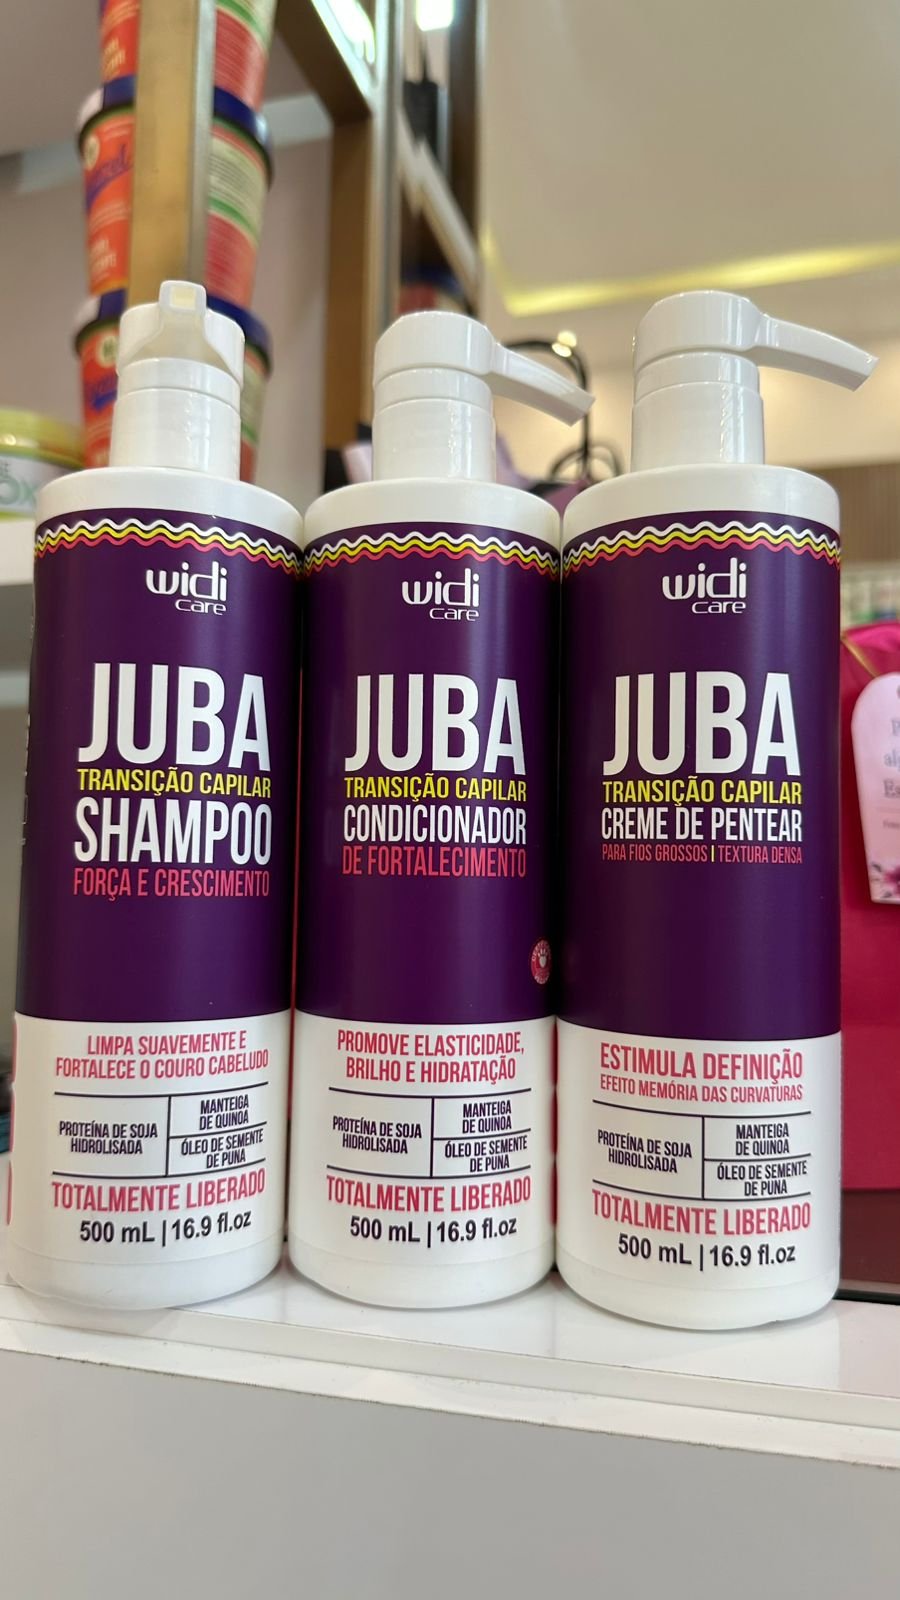 widi
care
JUBA
TRANSIÇÃO CAPILAR
SHAMPOO
FORÇA E CRESCIMENTO
LIMPA SUAVEMENTE E
FORTALECE O COURO CABELUDO
PROTEÍNA DE SOJA
HIDROLISADA
MANTEIGA
DE QUINOA
ÓLEO DE SEMENTE
DE PUNA
TOTALMENTE LIBERADO
500 mL | 16.9 fl.oz
widi
care
JUBA
TRANSIÇÃO CAPILAR
CONDICIONADOR
DE FORTALECIMENTO
PROMOVE ELASTICIDADE,
BRILHO E HIDRATAÇÃO
PROTEÍNA DE SOJA
HIDROLISADA
MANTEIGA
DE QUINOA
ÓLEO DE SEMENTE
DE PUNA
TOTALMENTE LIBERADO
500 mL | 16.9 fl.oz
widi
care
JUBA
TRANSIÇÃO CAPILAR
CREME DE PENTEAR
PARA FIOS GROSSOS | TEXTURA DENSA
ESTIMULA DEFINIÇÃO
EFEITO MEMÓRIA DAS CURVATURAS
PROTEÍNA DE SOJA
HIDROLISADA
MANTEIGA
DE QUINOA
ÓLEO DE SEMENTE
DE PUNA
TOTALMENTE LIBERADO
500 mL | 16.9 fl.oz